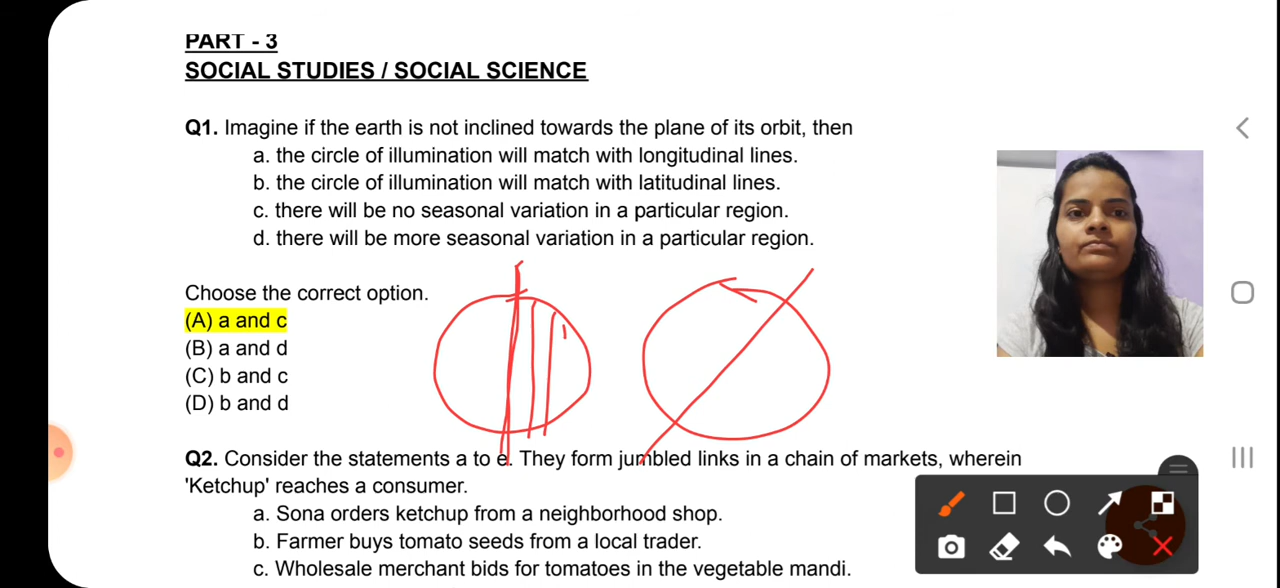 PART - 3
SOCIAL STUDIES / SOCIAL SCIENCE
Q1. Imagine if the earth is not inclined towards the plane of its orbit, then
a. the circle of illumination will match with longitudinal lines.
b. the circle of illumination will match with latitudinal lines.
c. there will be no seasonal variation in a particular region.
d. there will be more seasonal variation in a particular region.
Choose the correct option.
(A) a and c
(B) a and d
(C) b and c
(D) b and d
Q2. Consider the statements a to e. They form jumbled links in a chain of markets, wherein
'Ketchup' reaches a consumer.
a. Sona orders ketchup from a neighborhood shop.
b. Farmer buys tomato seeds from a local trader.
c. Wholesale merchant bids for tomatoes in the vegetable mandi.